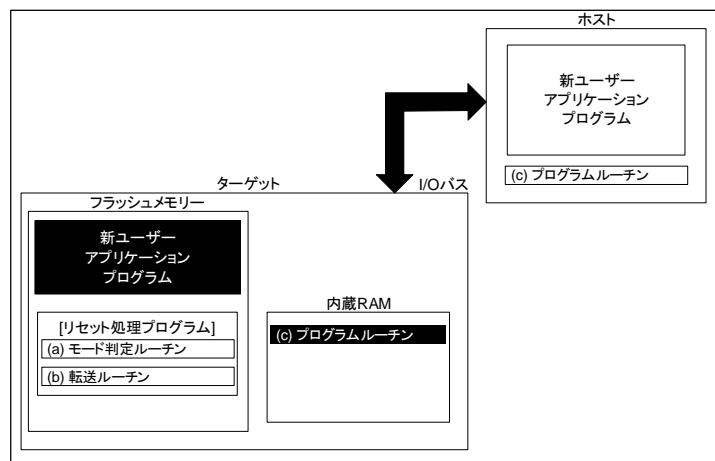 ホスト
新ユーザー
アプリケーション
プログラム
(c) プログラムルーチン
ターゲット
I/Oバス
フラッシュメモリー
新ユーザー
アプリケーション
プログラム
[リセット処理プログラム]
(a) モード判定ルーチン
(b) 転送ルーチン
内蔵RAM
(c) プログラムルーチン